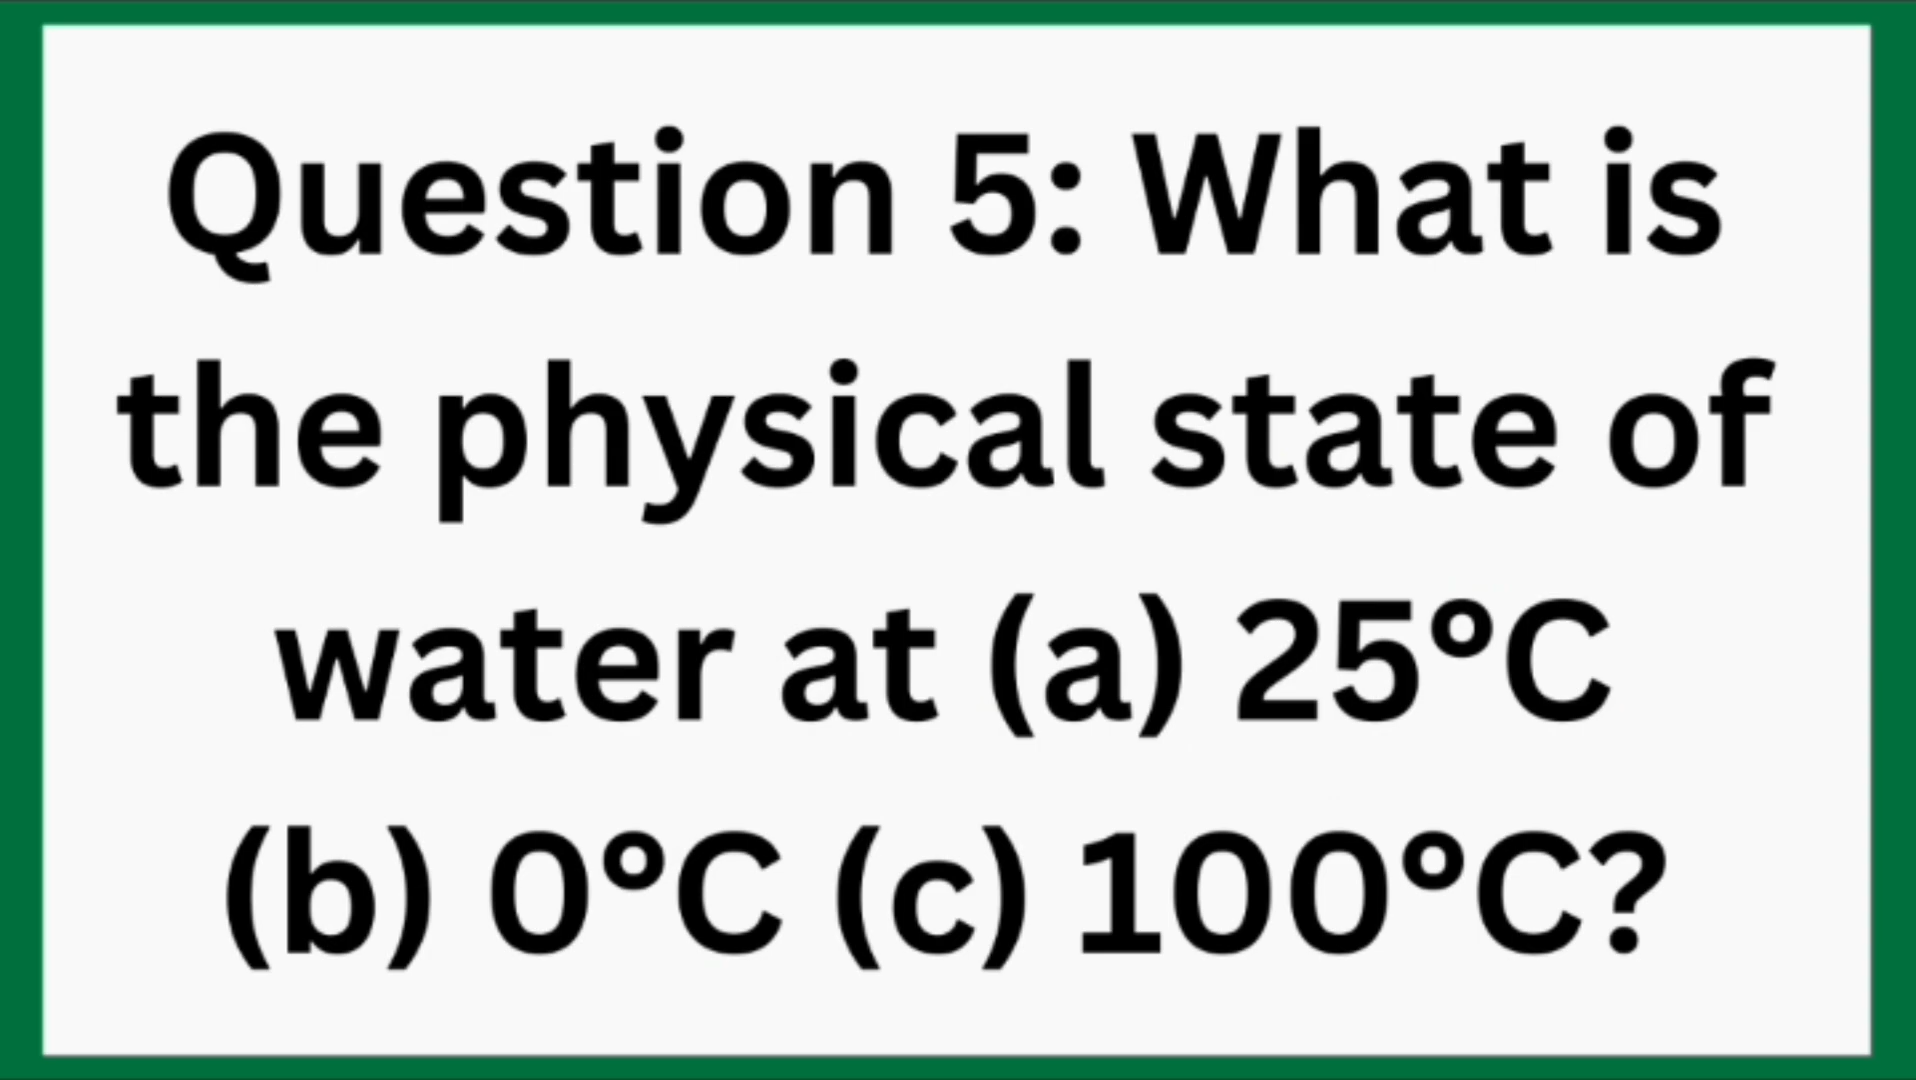 Question 5: What is
the physical state of
water at (a) 25°C
(b) 0°C (c) 100°C?